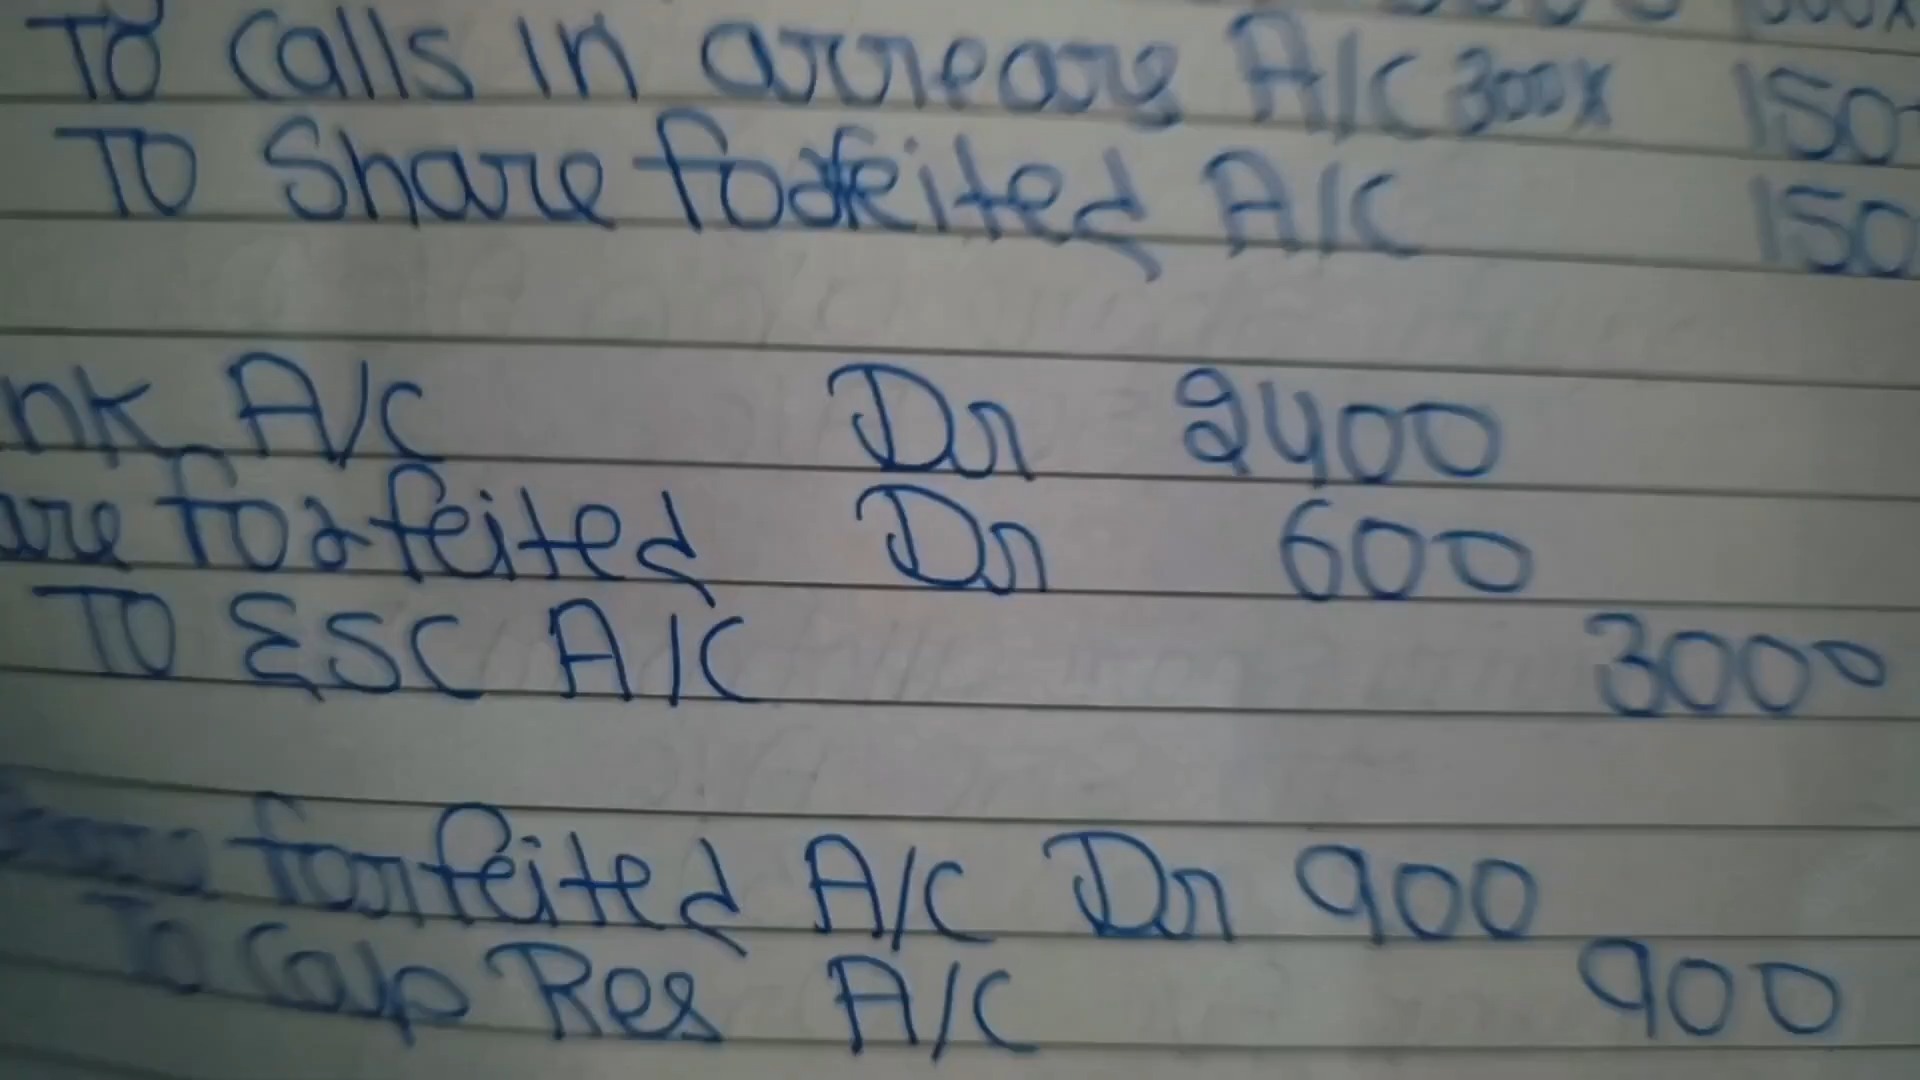 To Calls in arrears A/C 300x 150
To Share forfeited A/C 150
nk A/C Dr 2400
are forfeited Dr 600
To ESC A/C 3000
forfeited A/C Dr 900
To Cap Res A/C 900